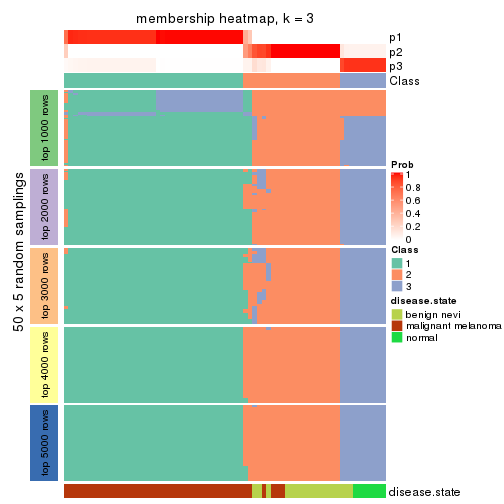 membership heatmap, k = 3
p1
p2
p3
Class
50 x 5 random samplings
top 1000 rows
top 2000 rows
top 3000 rows
top 4000 rows
top 5000 rows
Prob
1
0.8
0.6
0.4
0.2
0
Class
1
2
3
disease.state
benign nevi
malignant melanoma
normal
disease.state